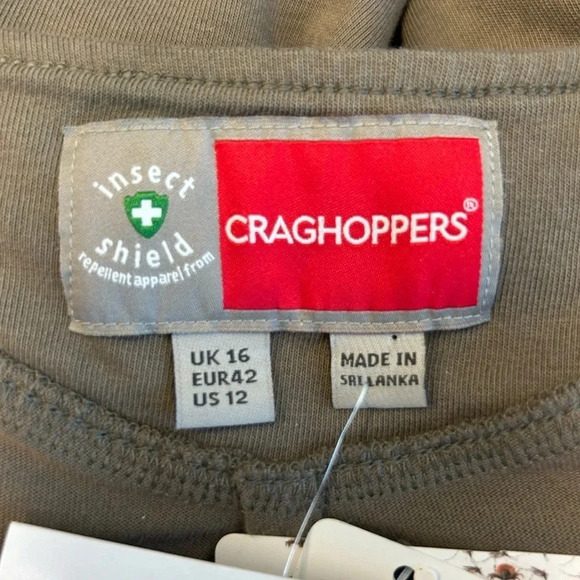 insect
shield
repellent apparel from
CRAGHOPPERS®
UK 16
EUR42
US 12
MADE IN
SRI LANKA